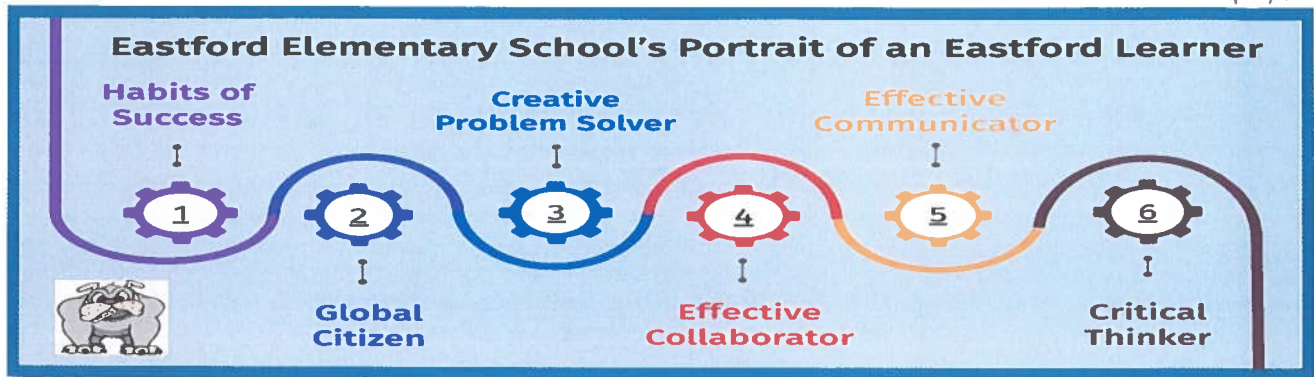 Eastford Elementary School's Portrait of an Eastford Learner
Habits of
Success
Creative
Problem Solver
Effective
Communicator
1
2
3
4
5
6
Global
Citizen
Effective
Collaborator
Critical
Thinker